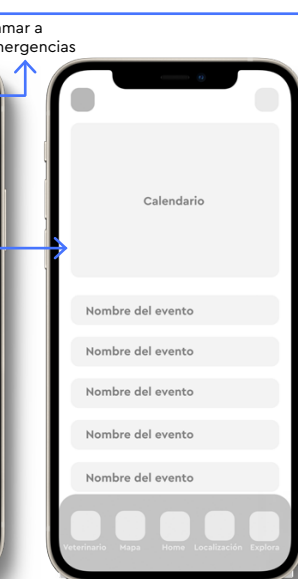 a
Calendario
Nombre del evento
Nombre del evento
Nombre del evento
Nombre del evento
Nombre del evento
Veterinario Mapa Home Localización Explora